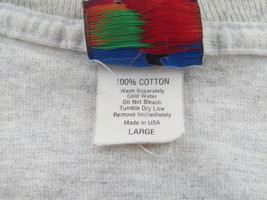 100% COTTON
Wash Separately
Cold Water
Do Not Bleach
Tumble Dry Low
Remove Immediately
Made in USA
LARGE